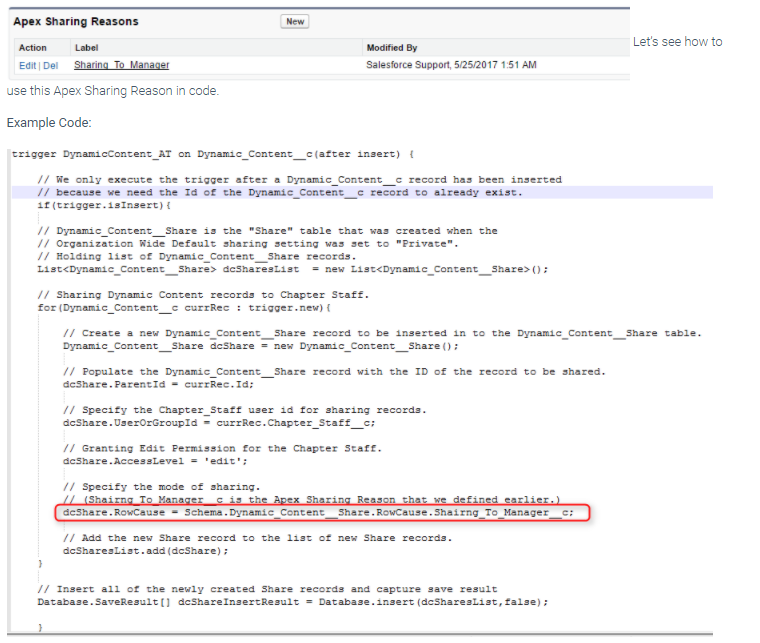 Apex Sharing Reasons
New
Action Label Modified By
Edit | Del Sharing_To_Manager Salesforce Support, 5/25/2017 1:51 AM
Let's see how to
use this Apex Sharing Reason in code.
Example Code:
trigger DynamicContent_AT on Dynamic_Content__c(after insert) {
// We only execute the trigger after a Dynamic_Content__c record has been inserted
// because we need the Id of the Dynamic_Content__c record to already exist.
if(trigger.isInsert){
// Dynamic_Content__Share is the "Share" table that was created when the
// Organization Wide Default sharing setting was set to "Private".
// Holding list of Dynamic_Content__Share records.
List<Dynamic_Content__Share> dcSharesList  = new List<Dynamic_Content__Share>();
// Sharing Dynamic Content records to Chapter Staff.
for(Dynamic_Content__c currRec : trigger.new){
// Create a new Dynamic_Content__Share record to be inserted in to the Dynamic_Content__Share table.
Dynamic_Content__Share dcShare = new Dynamic_Content__Share();
// Populate the Dynamic_Content__Share record with the ID of the record to be shared.
dcShare.ParentId = currRec.Id;
// Specify the Chapter_Staff user id for sharing records.
dcShare.UserOrGroupId = currRec.Chapter_Staff__c;
// Granting Edit Permission for the Chapter Staff.
dcShare.AccessLevel = 'edit';
// Specify the mode of sharing.
// (Shairng_To_Manager__c is the Apex Sharing Reason that we defined earlier.)
dcShare.RowCause = Schema.Dynamic_Content__Share.RowCause.Shairng_To_Manager__c;
// Add the new Share record to the list of new Share records.
dcSharesList.add(dcShare);
}
// Insert all of the newly created Share records and capture save result
Database.SaveResult[] dcShareInsertResult = Database.insert(dcSharesList,false);
}